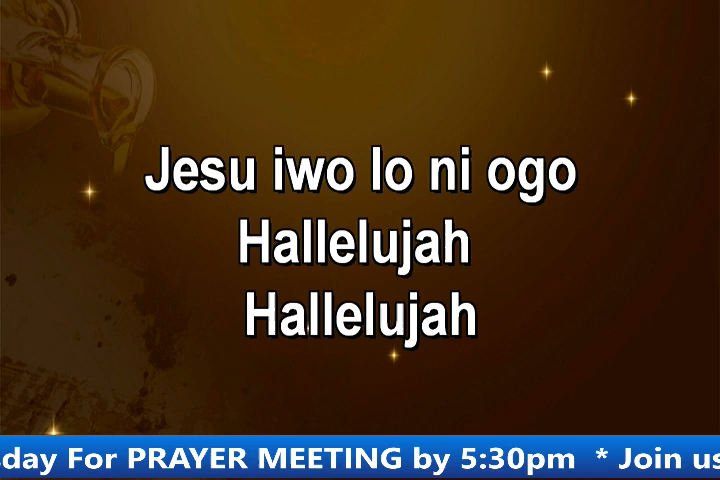 Jesu iwo lo ni ogo
Hallelujah
Hallelujah
day For PRAYER MEETING by 5:30pm * Join us